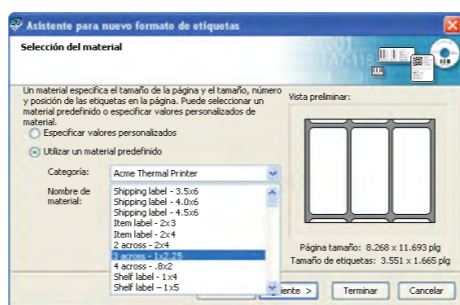 Asistente para nuevo formato de etiquetas
Selección del material
Un material especifica el tamaño de la página y el tamaño, número
y posición de las etiquetas en la página. Puede seleccionar un
material predefinido o especificar valores personalizados de
material.
Especificar valores personalizados
Utilizar un material predefinido
Categoría: Acme Thermal Printer
Nombre de
material:
Shipping label - 3.5x6
Shipping label - 4.0x6
Shipping label - 4.5x6
Item label - 2x3
Item label - 2x4
2 across - 2x4
3 across - 1x2.25
4 across - .8x2
Shelf label - 1x4
Shelf label - 1x5
Vista preliminar:
Página tamaño: 8.268 x 11.693 plg
Tamaño de etiquetas: 3.551 x 1.665 plg
iente >
Terminar
Cancelar